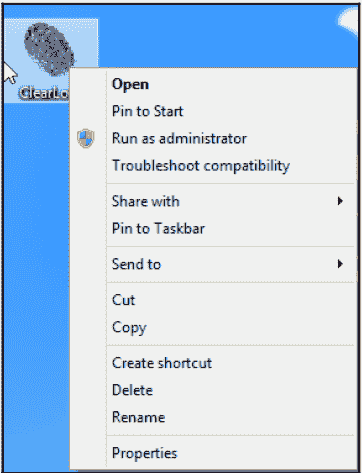 Open
Pin to Start
Run as administrator
Troubleshoot compatibility
Share with
Pin to Taskbar
Send to
Cut
Copy
Create shortcut
Delete
Rename
Properties